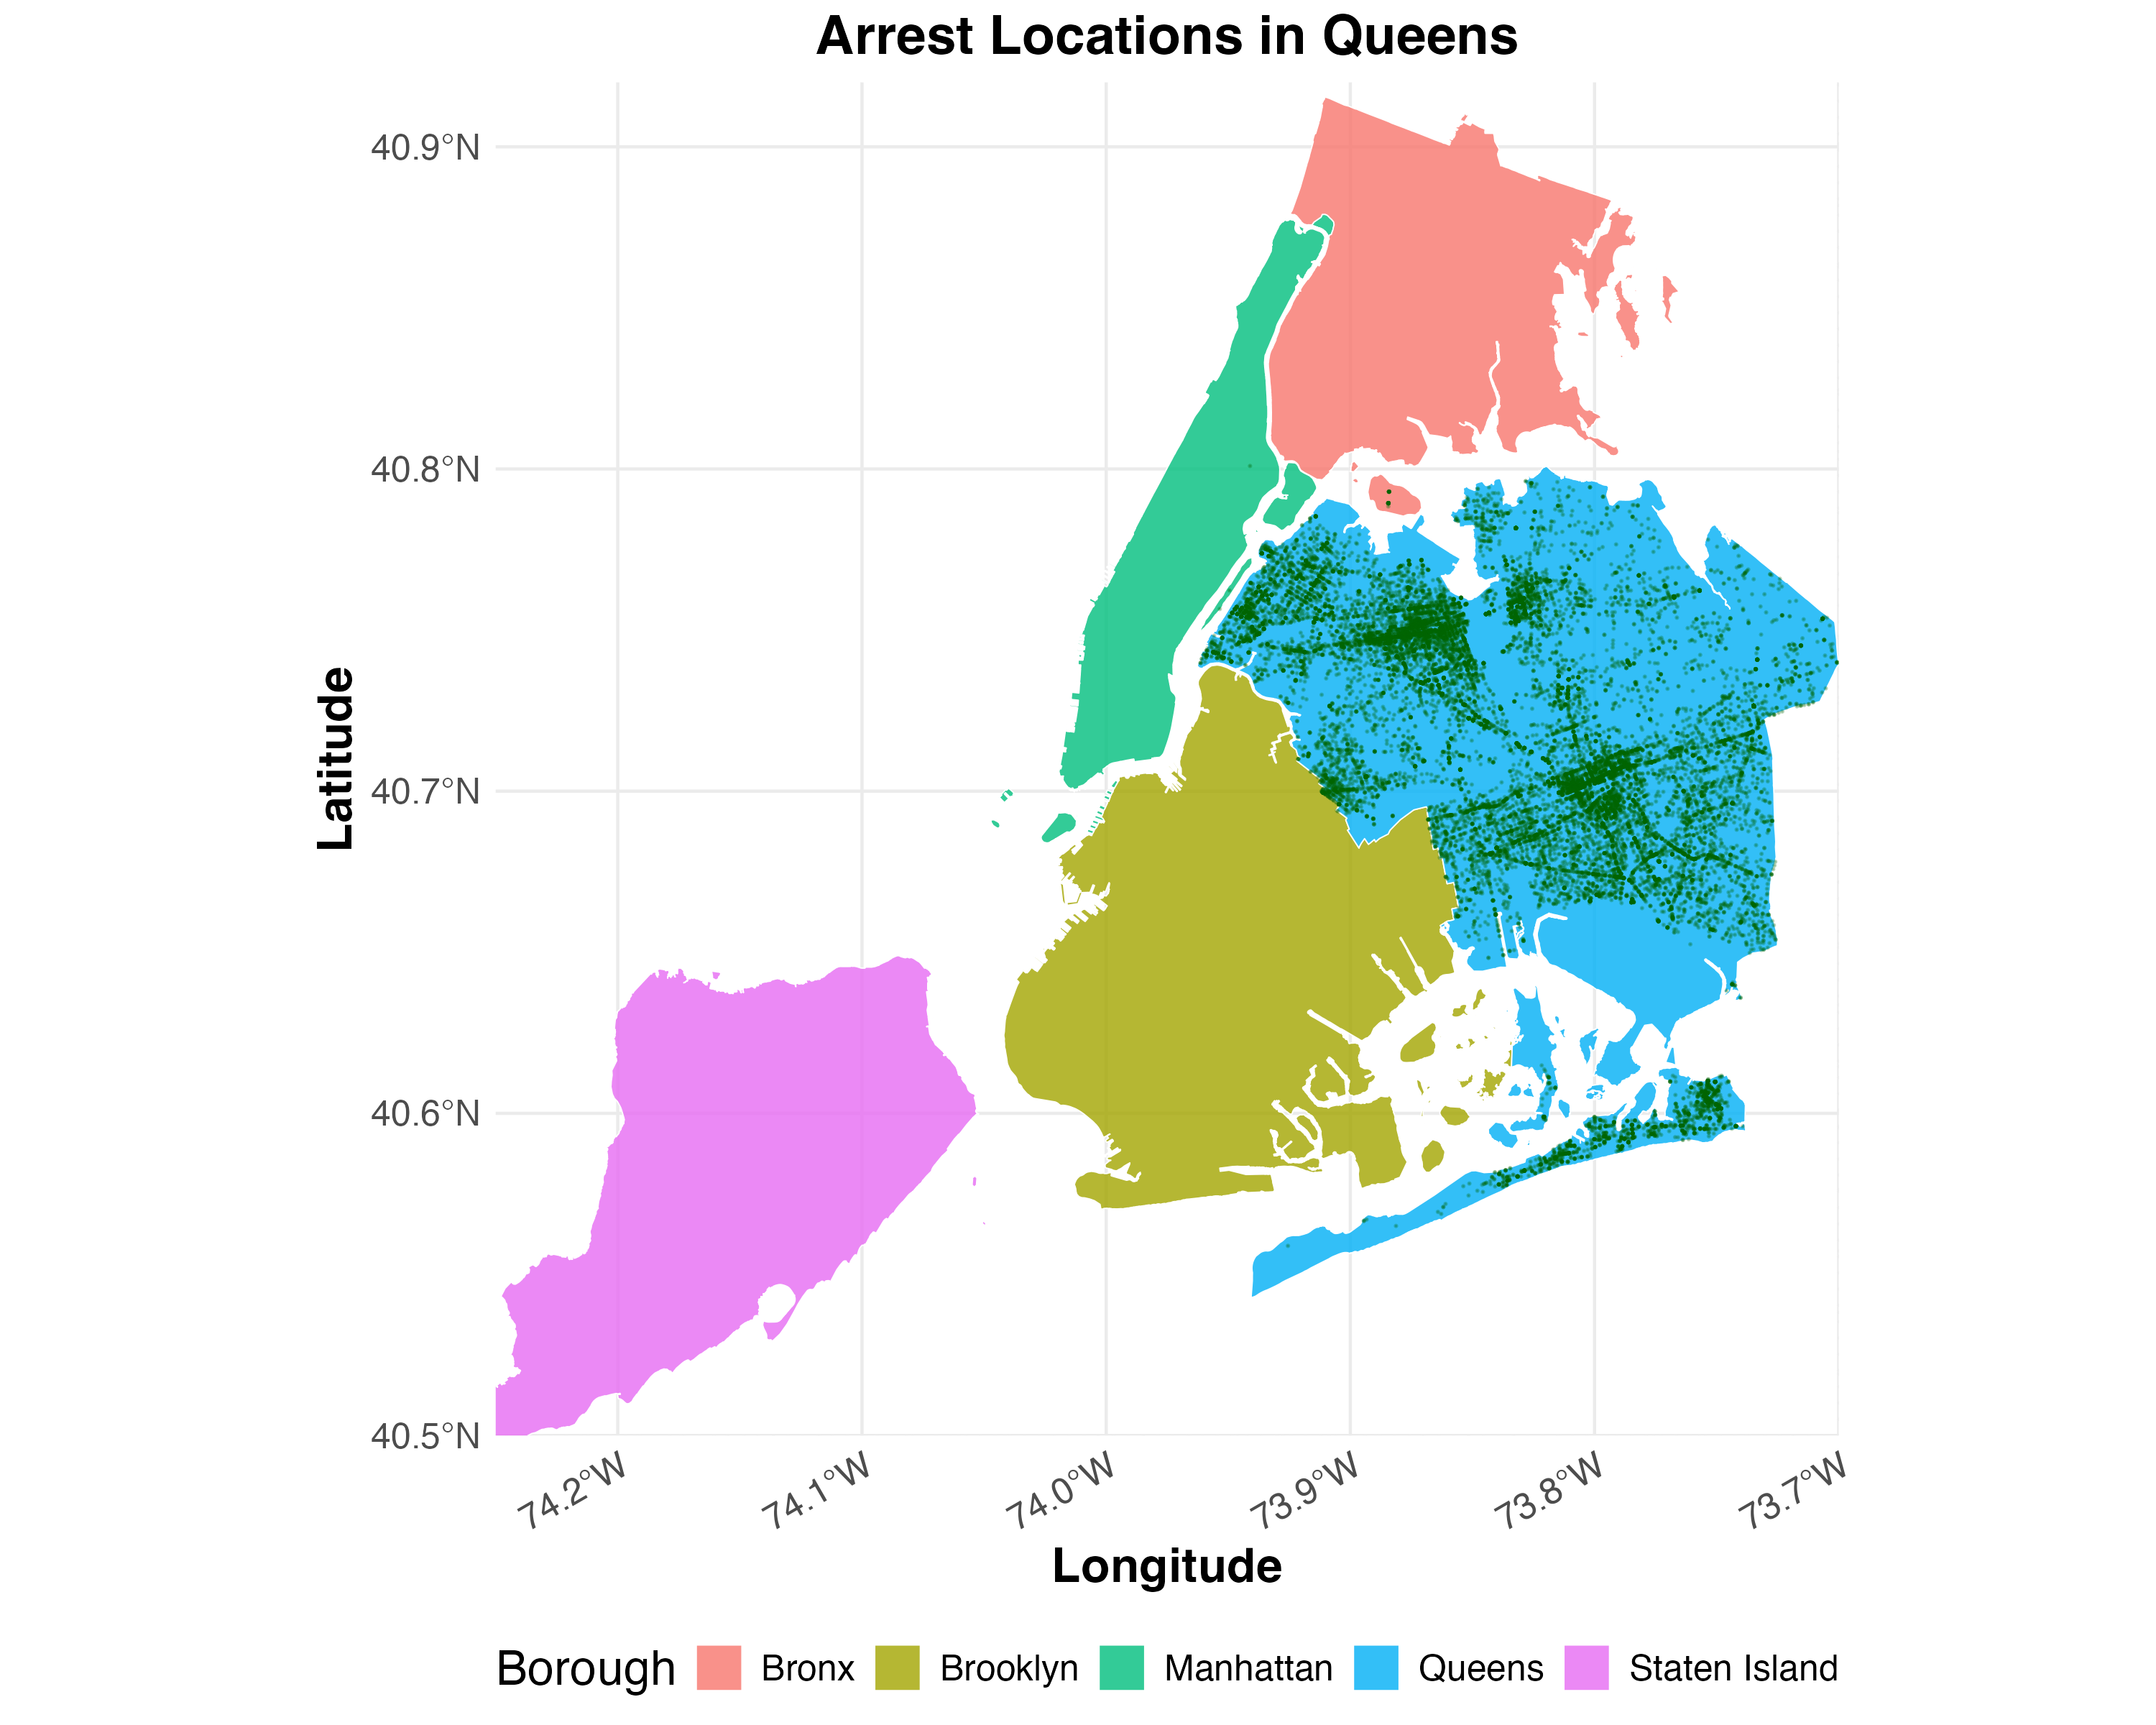 Arrest Locations in Queens
40.9°N
40.8°N
40.7°N
40.6°N
40.5°N
Latitude
74.2°W
74.1°W
74.0°W
73.9°W
73.8°W
73.7°W
Longitude
Borough Bronx Brooklyn Manhattan Queens Staten Island